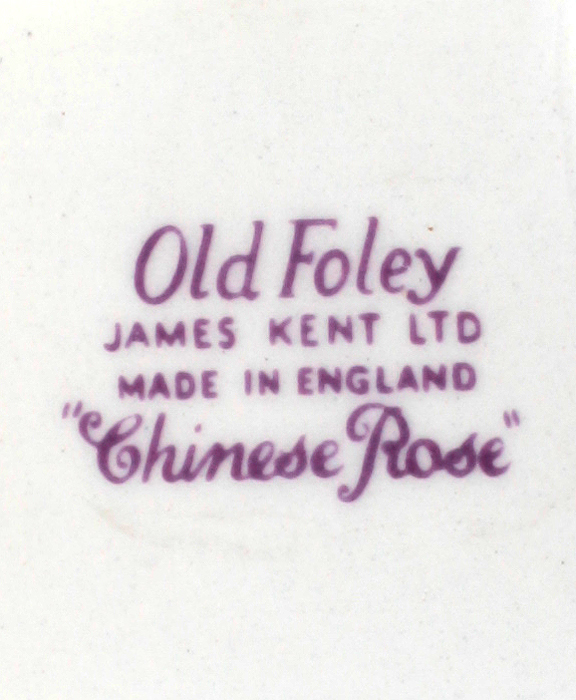 Old Foley
JAMES KENT LTD
MADE IN ENGLAND
"Chinese Rose"